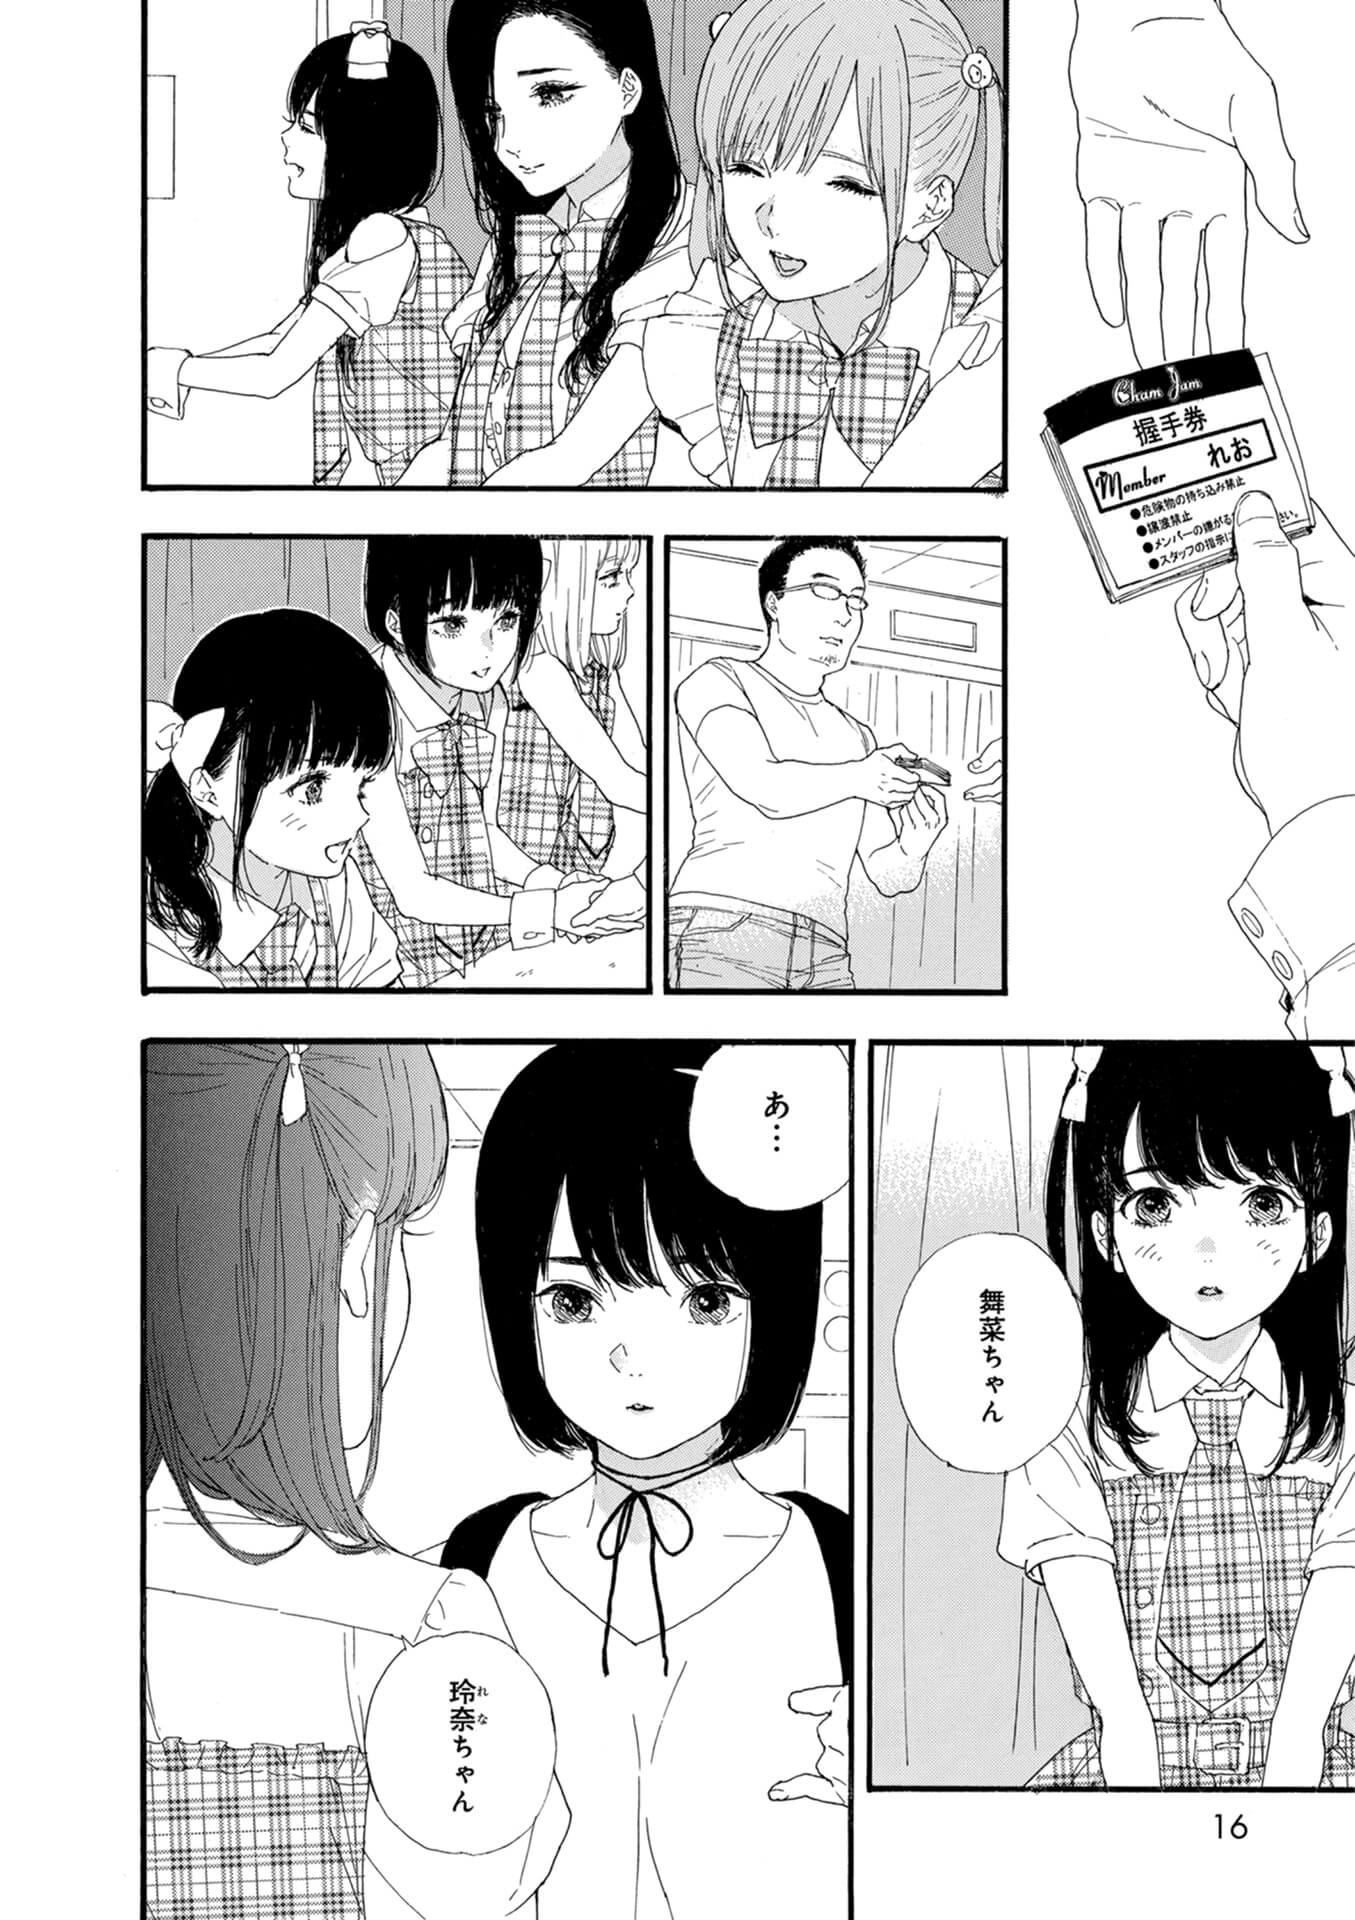 Cham Jam
握手券
Member れお
●危険物の持ち込み禁止
●譲渡禁止
●メンバーの嫌がる
さい。
●スタッフの指示に
舞菜ちゃん
あ…
玲奈ちゃん
れな
16